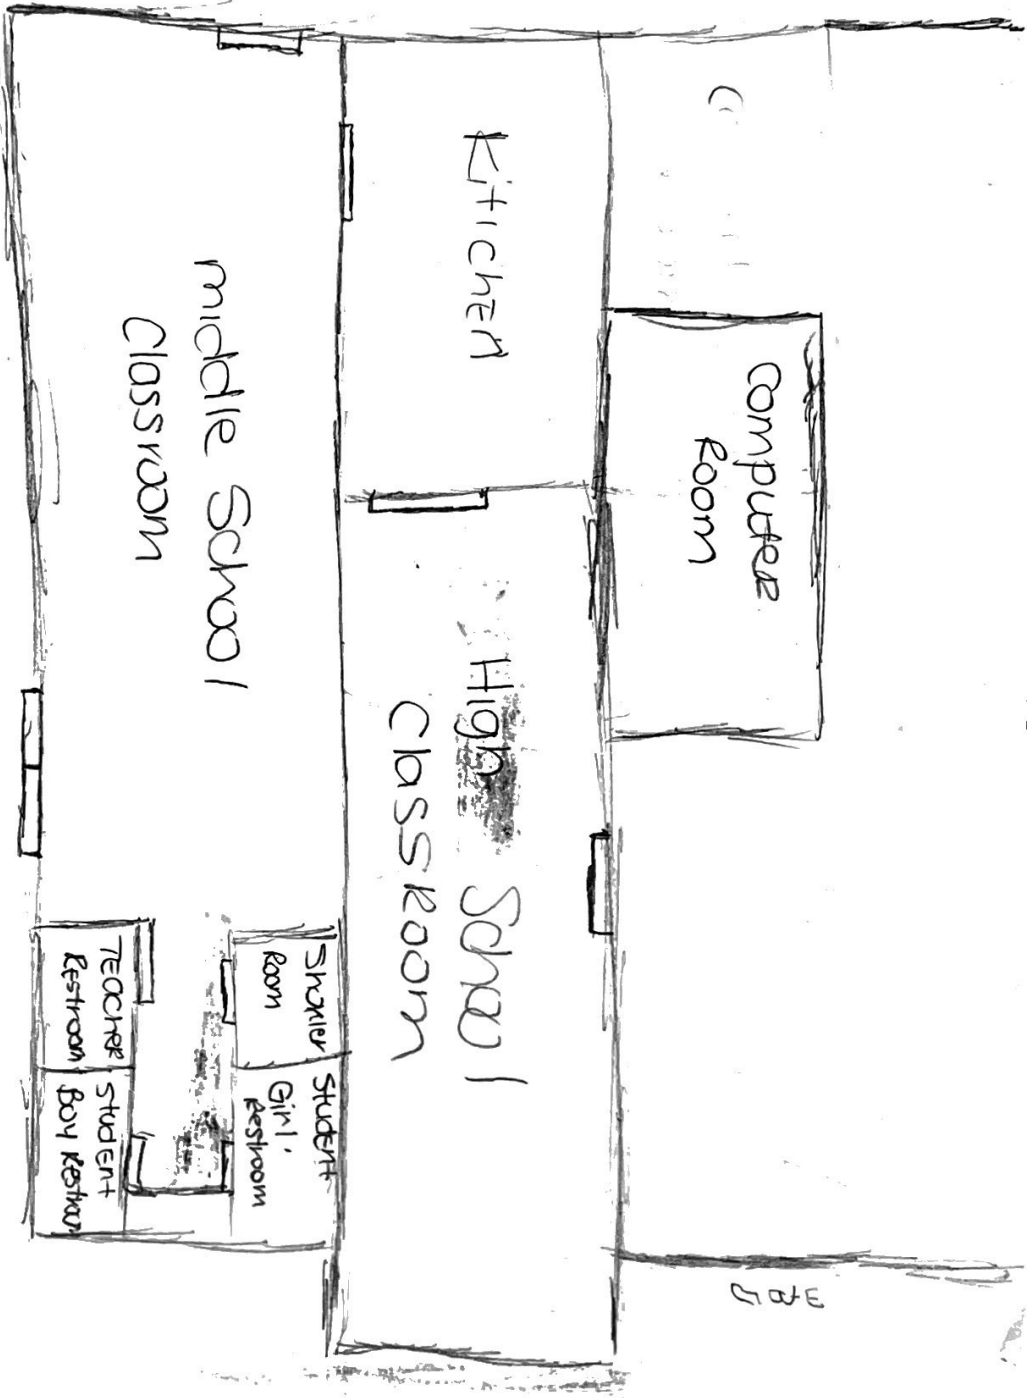 Kitichen
Computer
Room
middle School
Classroom
High School
ClassRoom
Teacher
Restroom
Shower
Room
Student
Boy Restroom
Student
Girl
Restroom
Gate